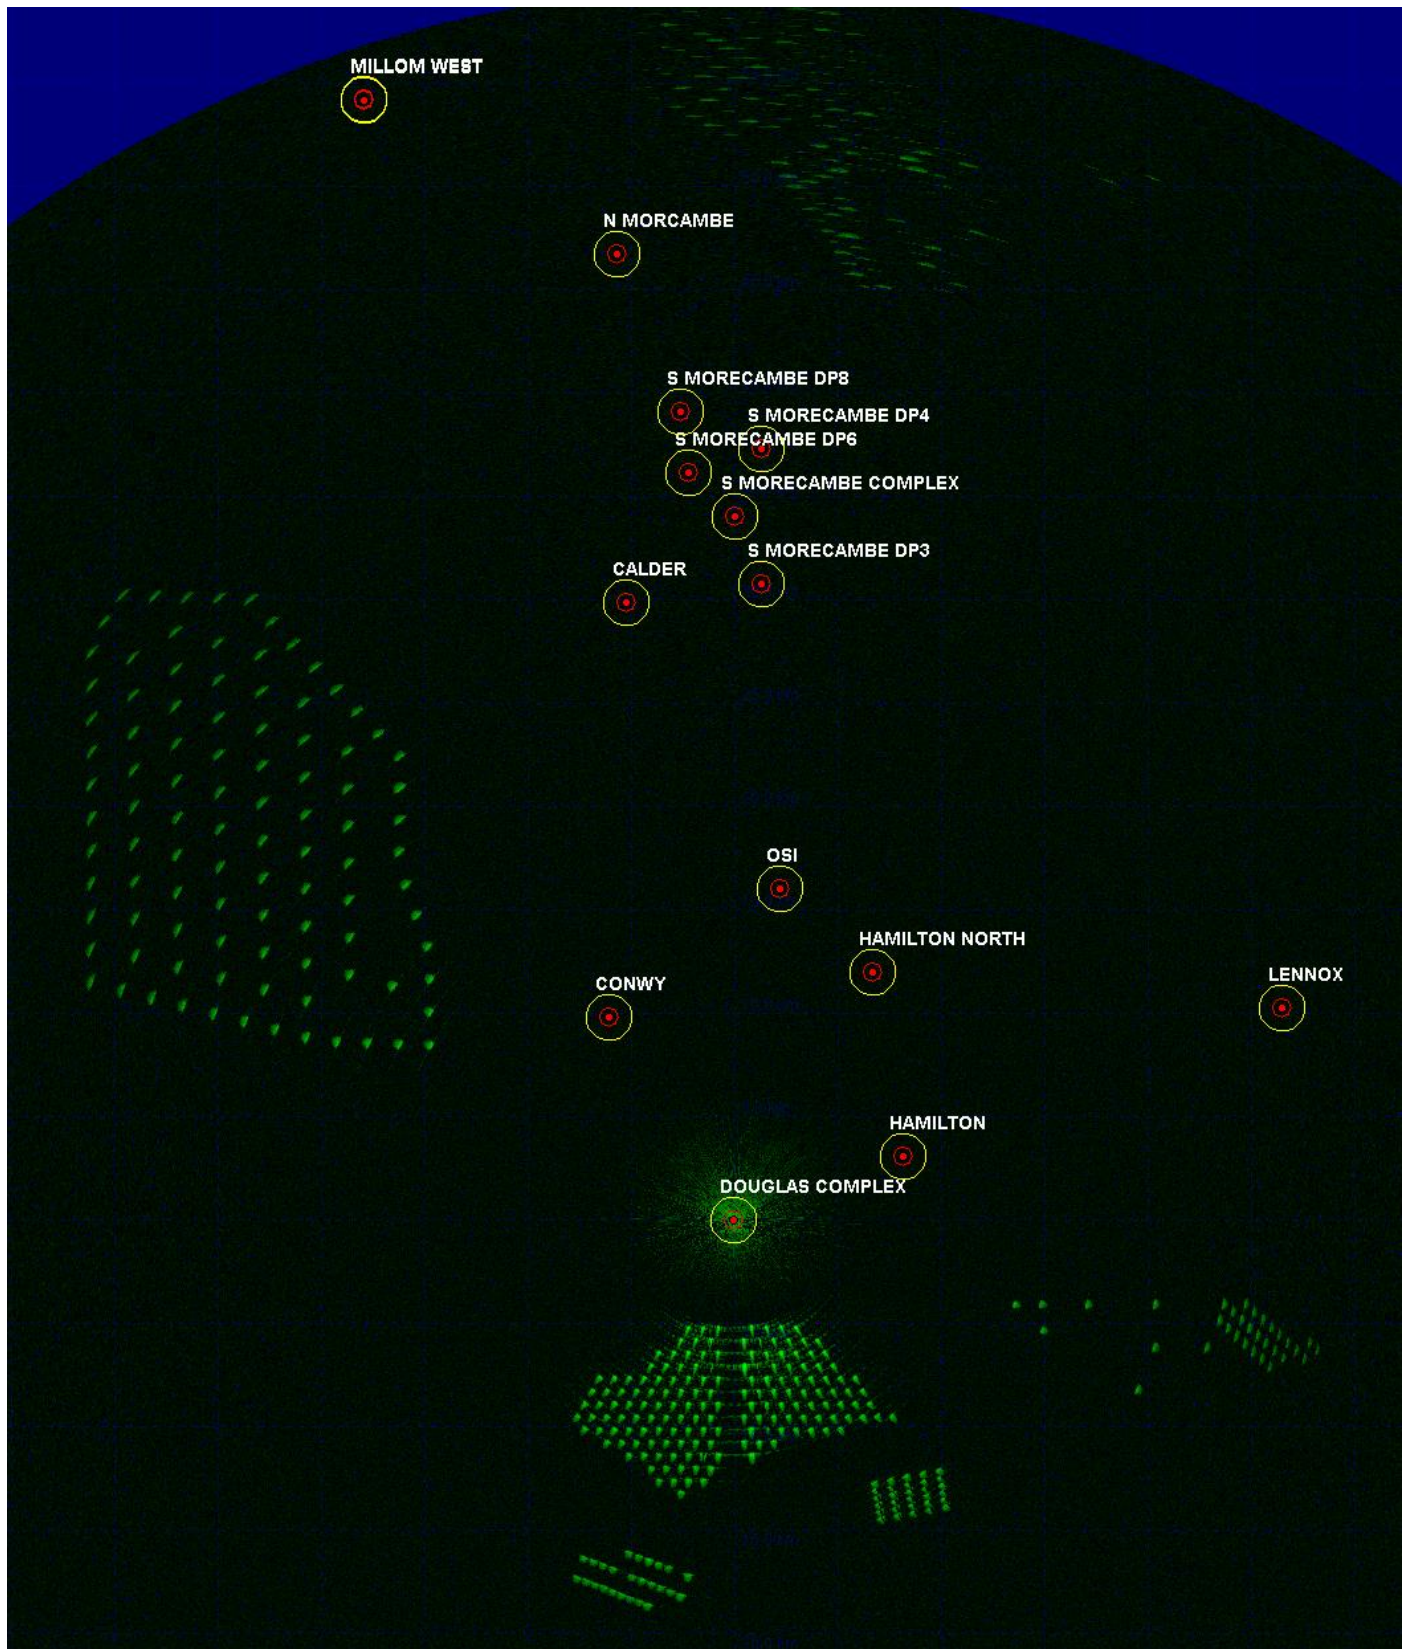 MILLOM WEST
N MORCAMBE
S MORECAMBE DP8
S MORECAMBE DP4
S MORECAMBE DP6
S MORECAMBE COMPLEX
S MORECAMBE DP3
CALDER
OSI
HAMILTON NORTH
LENNOX
CONWY
HAMILTON
DOUGLAS COMPLEX